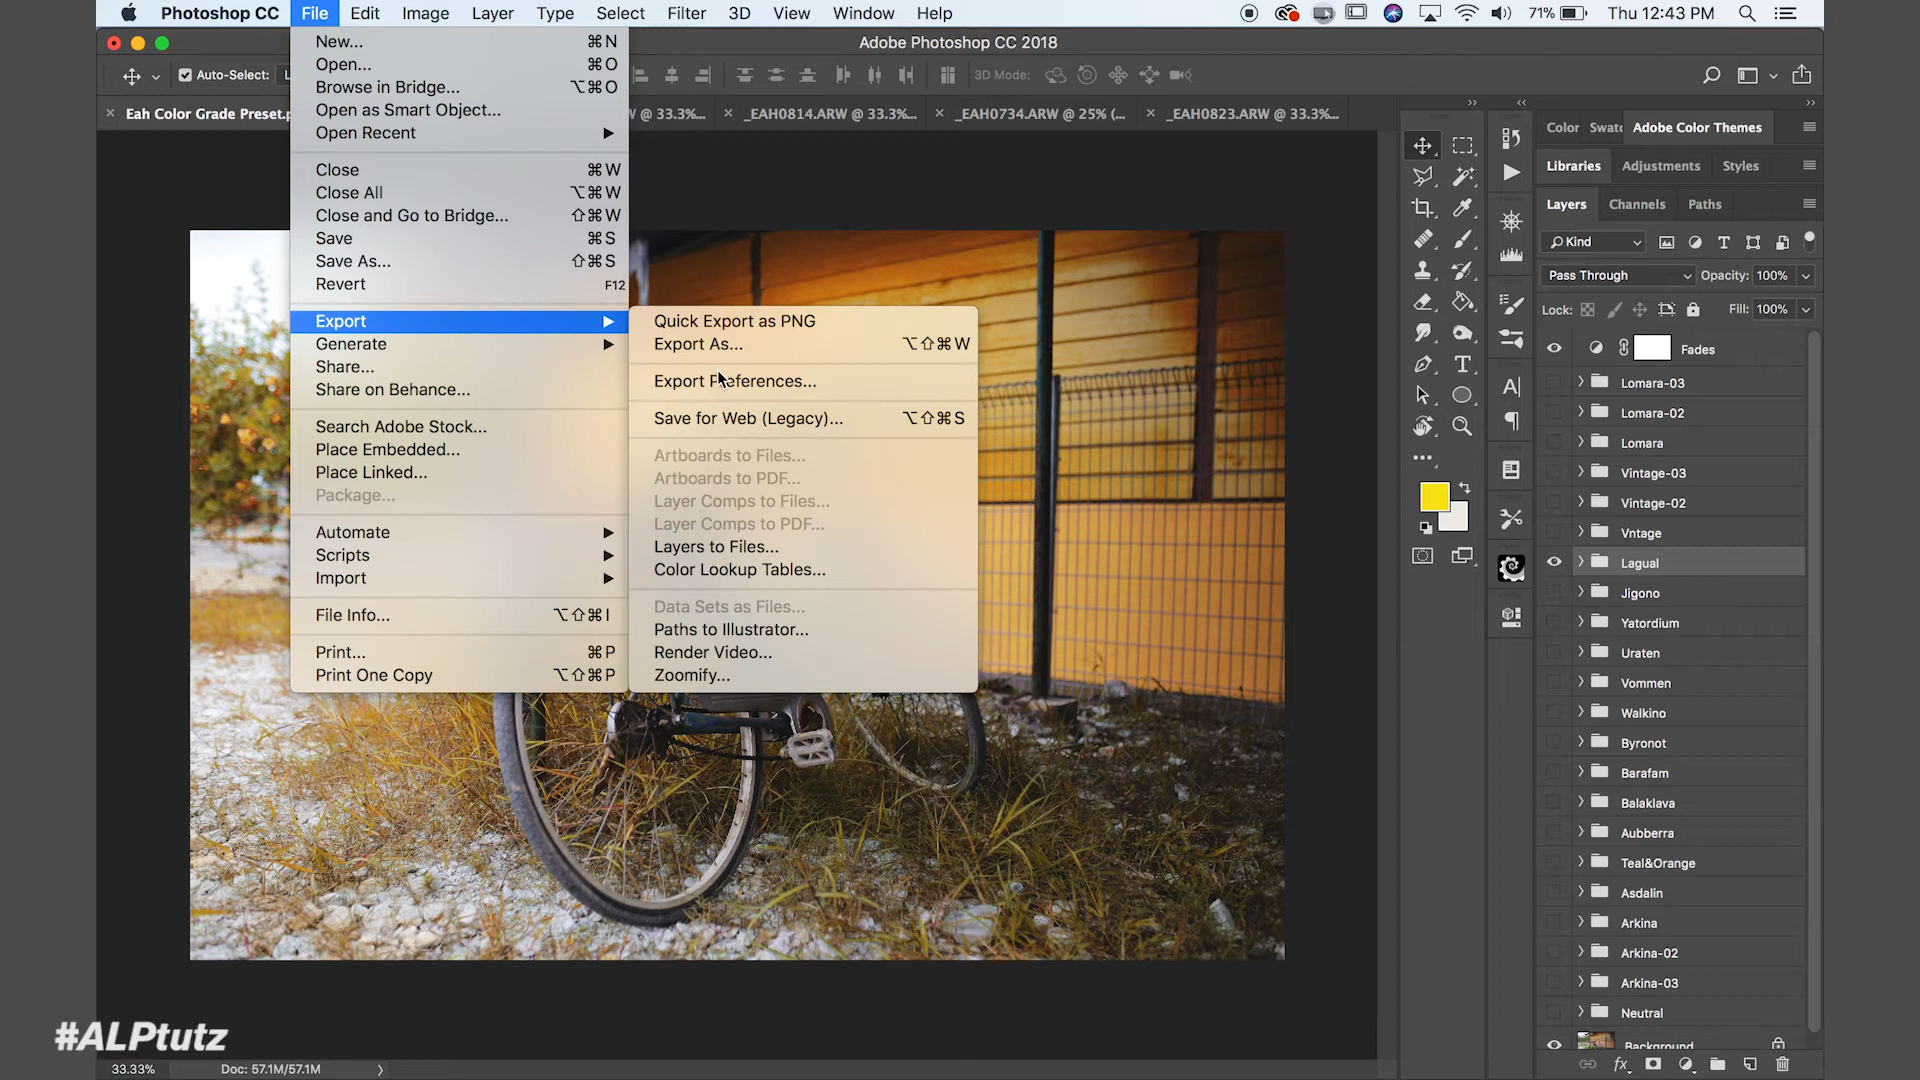 Photoshop CC File Edit Image Layer Type Select Filter 3D View Window Help 71% Thu 12:43 PM
Adobe Photoshop CC 2018
Auto-Select: 3D Mode:
Eah Color Grade Preset.p W @ 33.3%... _EAH0814.ARW @ 33.3%... _EAH0734.ARW @ 25% (... _EAH0823.ARW @ 33.3%...
New... ⌘N
Open... ⌘O
Browse in Bridge... ⌥⌘O
Open as Smart Object...
Open Recent
Close ⌘W
Close All ⌥⌘W
Close and Go to Bridge... ⇧⌘W
Save ⌘S
Save As... ⇧⌘S
Revert F12
Export
Generate
Share...
Share on Behance...
Search Adobe Stock...
Place Embedded...
Place Linked...
Package...
Automate
Scripts
Import
File Info... ⌥⇧⌘I
Print... ⌘P
Print One Copy ⌥⇧⌘P
Quick Export as PNG
Export As... ⌥⇧⌘W
Export Preferences...
Save for Web (Legacy)... ⌥⇧⌘S
Artboards to Files...
Artboards to PDF...
Layer Comps to Files...
Layer Comps to PDF...
Layers to Files...
Color Lookup Tables...
Data Sets as Files...
Paths to Illustrator...
Render Video...
Zoomify...
Color Swatc Adobe Color Themes
Libraries Adjustments Styles
Layers Channels Paths
Kind
Pass Through Opacity: 100%
Lock: Fill: 100%
Fades
Lomara-03
Lomara-02
Lomara
Vintage-03
Vintage-02
Vntage
Lagual
Jigono
Yatordium
Uraten
Vommen
Walkino
Byronot
Barafam
Balaklava
Aubberra
Teal&Orange
Asdalin
Arkina
Arkina-02
Arkina-03
Neutral
Background
fx
#ALPtutz
33.33% Doc: 57.1M/57.1M